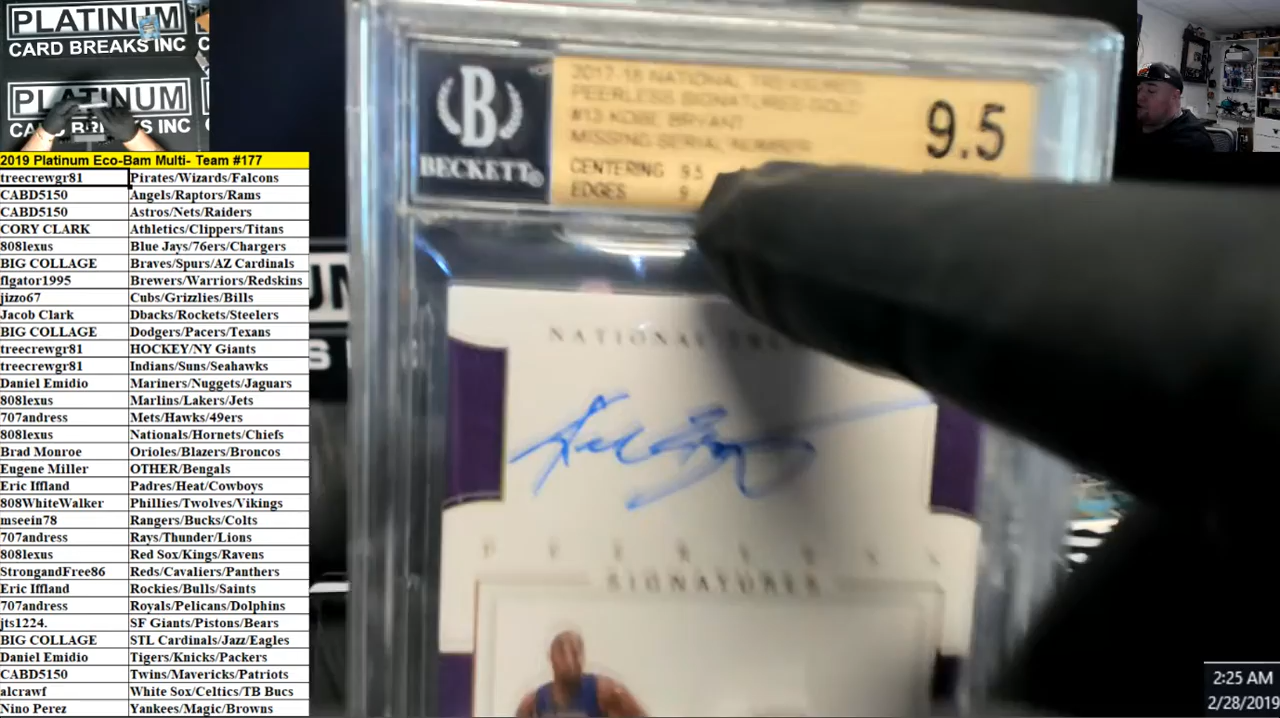 PLATINUM
CARD BREAKS INC
PLATINUM
CA BREAKS INC
2019 Platinum Eco-Bam Multi- Team #177
treecrewgr81 Pirates/Wizards/Falcons
CABD5150 Angels/Raptors/Rams
CABD5150 Astros/Nets/Raiders
CORY CLARK Athletics/Clippers/Titans
808lexus Blue Jays/76ers/Chargers
BIG COLLAGE Braves/Spurs/AZ Cardinals
flgator1995 Brewers/Warriors/Redskins
jizzo67 Cubs/Grizzlies/Bills
Jacob Clark Dbacks/Rockets/Steelers
BIG COLLAGE Dodgers/Pacers/Texans
treecrewgr81 HOCKEY/NY Giants
treecrewgr81 Indians/Suns/Seahawks
Daniel Emidio Mariners/Nuggets/Jaguars
808lexus Marlins/Lakers/Jets
707andress Mets/Hawks/49ers
808lexus Nationals/Hornets/Chiefs
Brad Monroe Orioles/Blazers/Broncos
Eugene Miller OTHER/Bengals
Eric Iffland Padres/Heat/Cowboys
808WhiteWalker Phillies/Twolves/Vikings
mseein78 Rangers/Bucks/Colts
707andress Rays/Thunder/Lions
808lexus Red Sox/Kings/Ravens
StrongandFree86 Reds/Cavaliers/Panthers
Eric Iffland Rockies/Bulls/Saints
707andress Royals/Pelicans/Dolphins
jts1224. SF Giants/Pistons/Bears
BIG COLLAGE STL Cardinals/Jazz/Eagles
Daniel Emidio Tigers/Knicks/Packers
CABD5150 Twins/Mavericks/Patriots
alcrawf White Sox/Celtics/TB Bucs
Nino Perez Yankees/Magic/Browns
B
BECKETT
2017-18 NATIONAL TREASURES
PEERLESS SIGNATURES GOLD
#13 KOBE BRYANT
MISSING SERIAL NUMBER
CENTERING 9.5
EDGES 9
9.5
NATIONAL
SIGNATURES
2:25 AM
2/28/2019